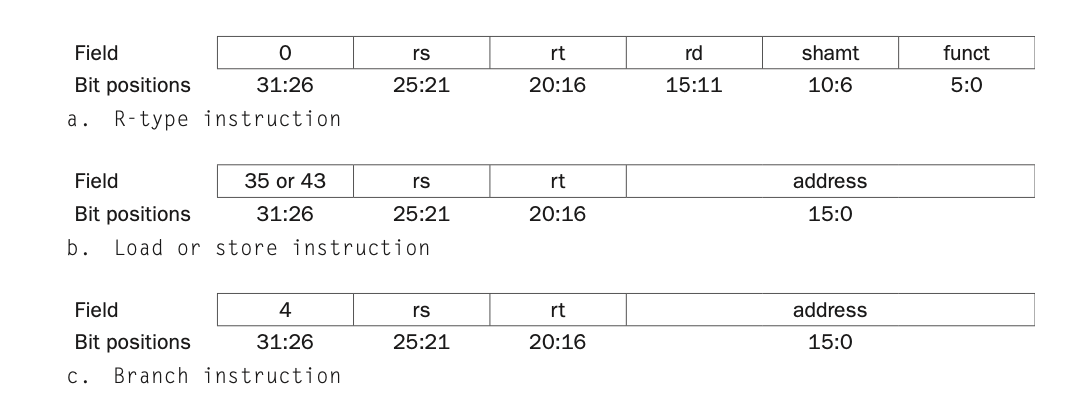 Field 0 rs rt rd shamt funct
Bit positions 31:26 25:21 20:16 15:11 10:6 5:0
a. R-type instruction
Field 35 or 43 rs rt address
Bit positions 31:26 25:21 20:16 15:0
b. Load or store instruction
Field 4 rs rt address
Bit positions 31:26 25:21 20:16 15:0
c. Branch instruction